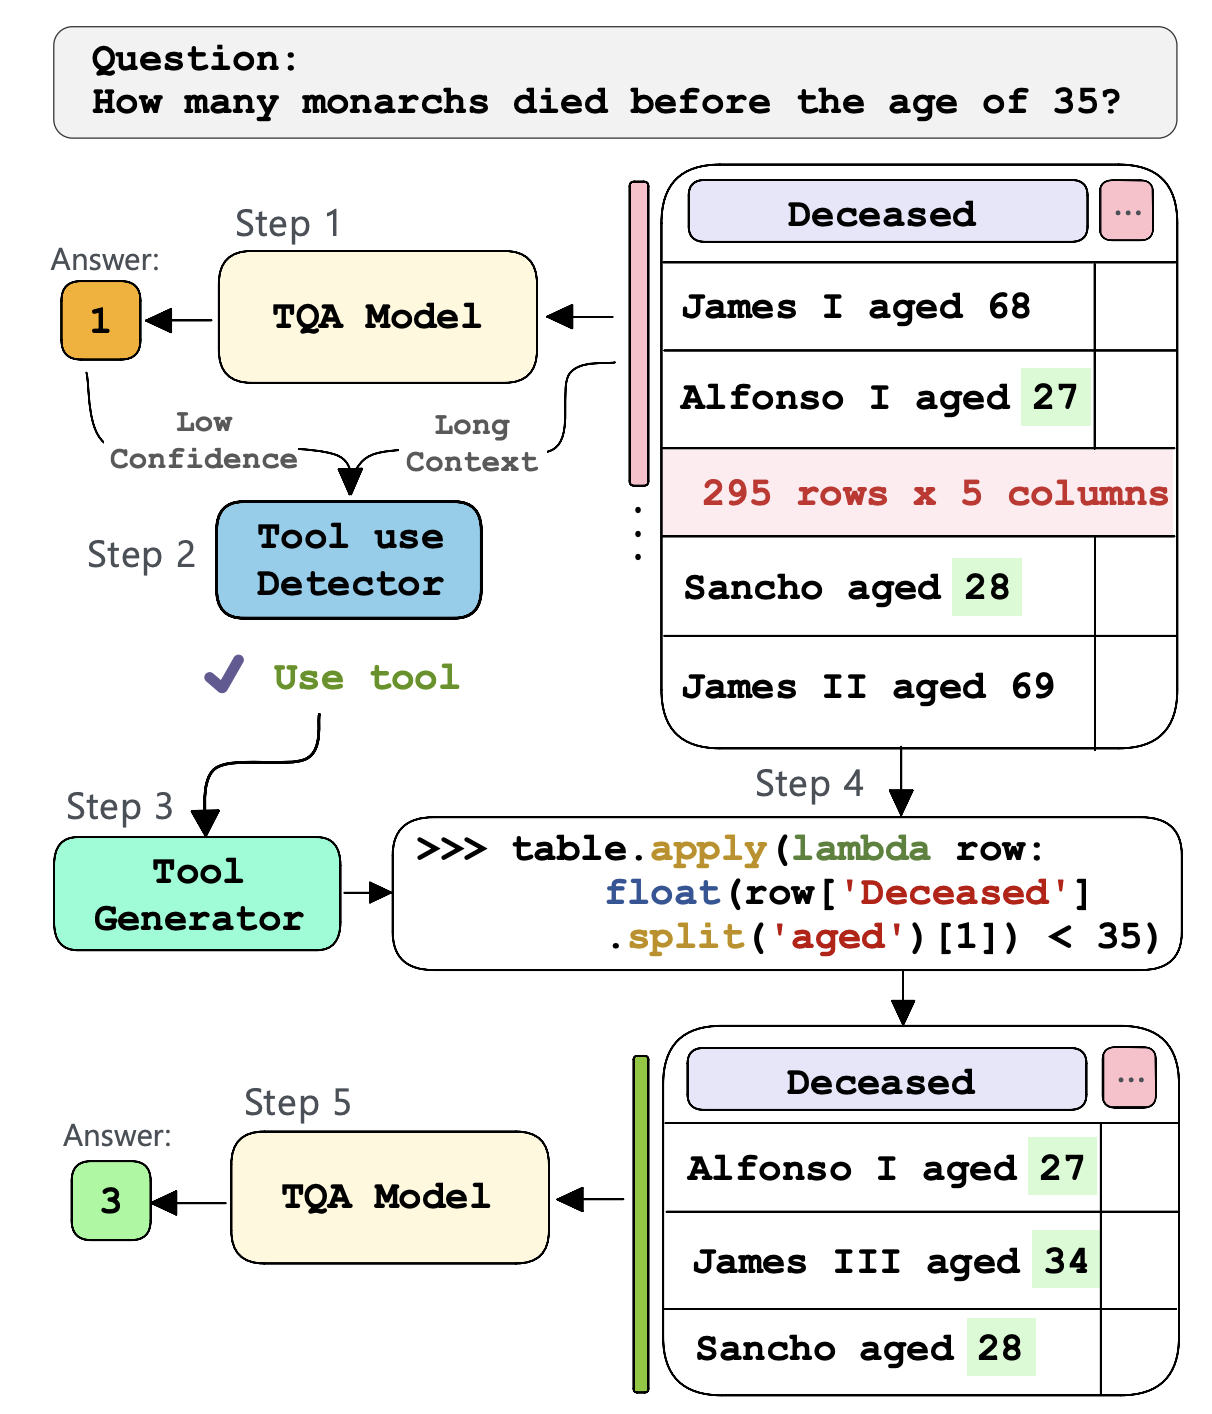 Question:
How many monarchs died before the age of 35?
Step 1
Answer:
1
TQA Model
Deceased ...
James I aged 68
Alfonso I aged 27
295 rows x 5 columns
Sancho aged 28
James II aged 69
Low
Confidence
Long
Context
Step 2
Tool use
Detector
✔ Use tool
Step 3
Tool
Generator
Step 4
>>> table.apply(lambda row:
float(row['Deceased']
.split('aged')[1]) < 35)
Deceased ...
Alfonso I aged 27
James III aged 34
Sancho aged 28
Step 5
TQA Model
Answer:
3